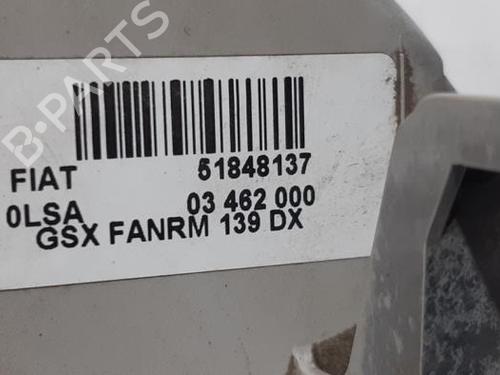 B-PARTS
FIAT 51848137
0LSA 03 462 000
GSX FANRM 139 DX